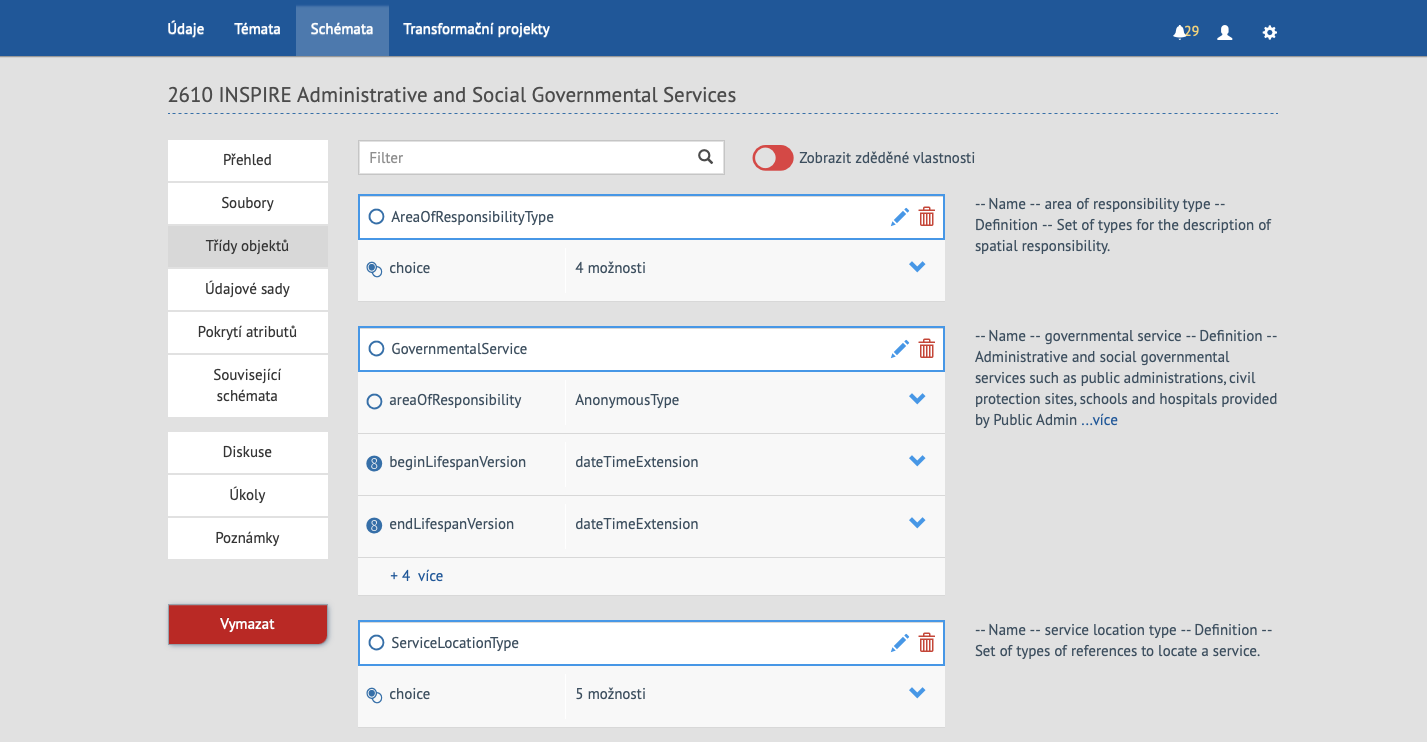 Údaje Témata Schémata Transformační projekty 29
2610 INSPIRE Administrative and Social Governmental Services
Přehled
Soubory
Třídy objektů
Údajové sady
Pokrytí atributů
Související
schémata
Diskuse
Úkoly
Poznámky
Vymazat
Filter
Zobrazit zděděné vlastnosti
AreaOfResponsibilityType
choice 4 možnosti
-- Name -- area of responsibility type --
Definition -- Set of types for the description of
spatial responsibility.
GovernmentalService
areaOfResponsibility AnonymousType
8 beginLifespanVersion dateTimeExtension
8 endLifespanVersion dateTimeExtension
+ 4 více
-- Name -- governmental service -- Definition --
Administrative and social governmental
services such as public administrations, civil
protection sites, schools and hospitals provided
by Public Admin ...více
ServiceLocationType
choice 5 možnosti
-- Name -- service location type -- Definition --
Set of types of references to locate a service.